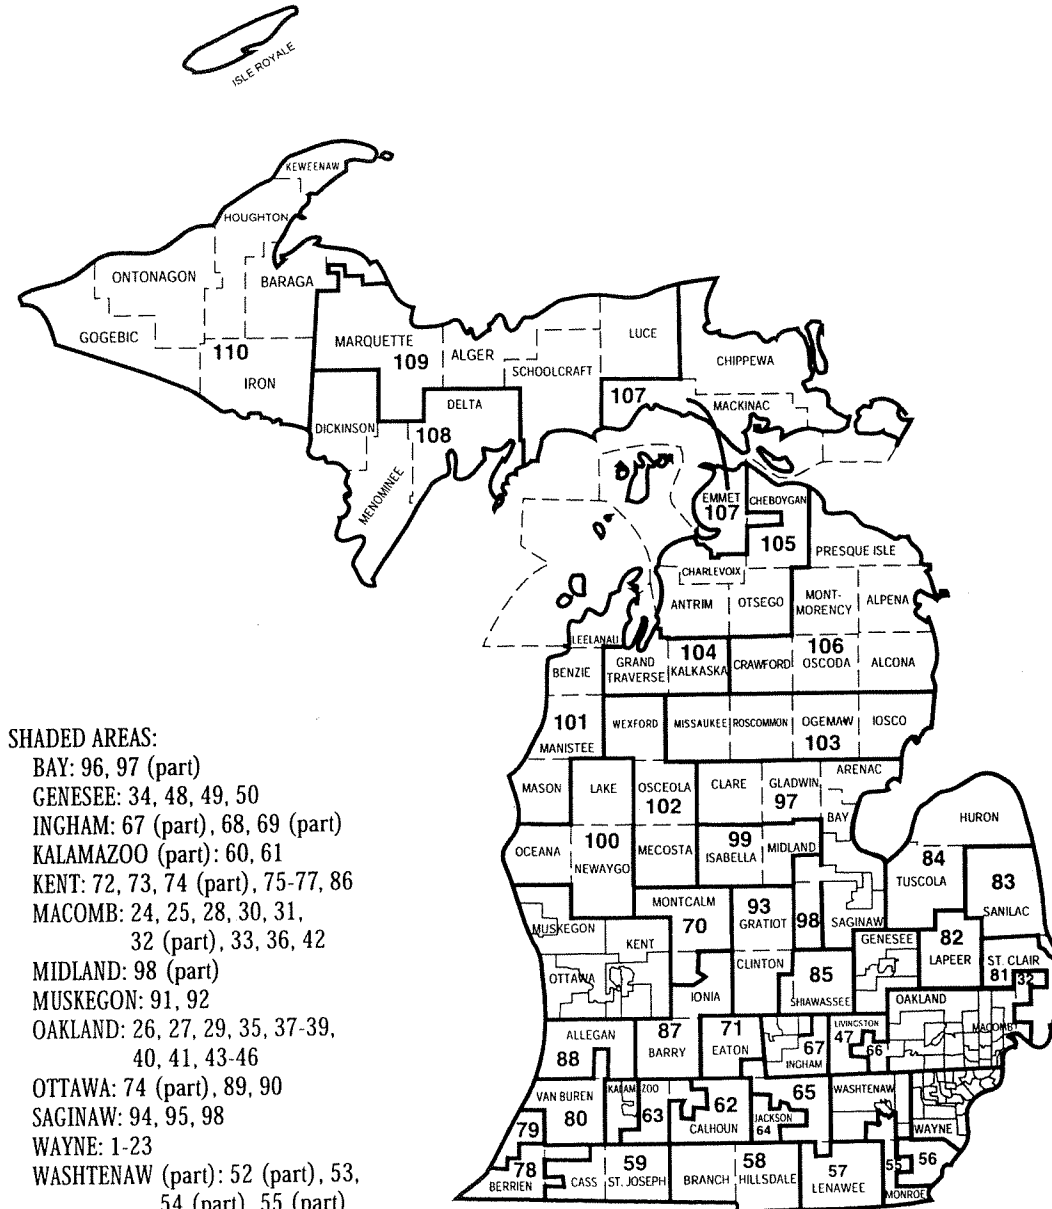 ISLE ROYALE
KEWEENAW
HOUGHTON
ONTONAGON
BARAGA
GOGEBIC
110
IRON
MARQUETTE
109
ALGER
SCHOOLCRAFT
LUCE
CHIPPEWA
107
MACKINAC
DELTA
DICKINSON
108
MENOMINEE
EMMET
107
CHEBOYGAN
105
PRESQUE ISLE
CHARLEVOIX
ANTRIM
OTSEGO
MONT-
MORENCY
ALPENA
LEELANAU
BENZIE
GRAND
TRAVERSE
104
KALKASKA
CRAWFORD
106
OSCODA
ALCONA
101
MANISTEE
WEXFORD
MISSAUKEE
ROSCOMMON
OGEMAW
103
IOSCO
MASON
LAKE
OSCEOLA
102
CLARE
GLADWIN
97
ARENAC
BAY
HURON
OCEANA
100
NEWAYGO
MECOSTA
99
ISABELLA
MIDLAND
84
TUSCOLA
83
SANILAC
MUSKEGON
MONTCALM
70
93
GRATIOT
98
SAGINAW
KENT
OTTAWA
IONIA
CLINTON
85
SHIAWASSEE
GENESEE
82
LAPEER
ST. CLAIR
81
32
ALLEGAN
88
87
BARRY
71
EATON
67
INGHAM
LIVINGSTON
47
66
OAKLAND
MACOMB
VAN BUREN
80
KALAMAZOO
63
62
CALHOUN
65
JACKSON
64
WASHTENAW
WAYNE
79
78
BERRIEN
CASS
59
ST. JOSEPH
BRANCH
58
HILLSDALE
57
LENAWEE
55
56
MONROE
SHADED AREAS:
BAY: 96, 97 (part)
GENESEE: 34, 48, 49, 50
INGHAM: 67 (part), 68, 69 (part)
KALAMAZOO (part): 60, 61
KENT: 72, 73, 74 (part), 75-77, 86
MACOMB: 24, 25, 28, 30, 31,
32 (part), 33, 36, 42
MIDLAND: 98 (part)
MUSKEGON: 91, 92
OAKLAND: 26, 27, 29, 35, 37-39,
40, 41, 43-46
OTTAWA: 74 (part), 89, 90
SAGINAW: 94, 95, 98
WAYNE: 1-23
WASHTENAW (part): 52 (part), 53,
54 (part), 55 (part)